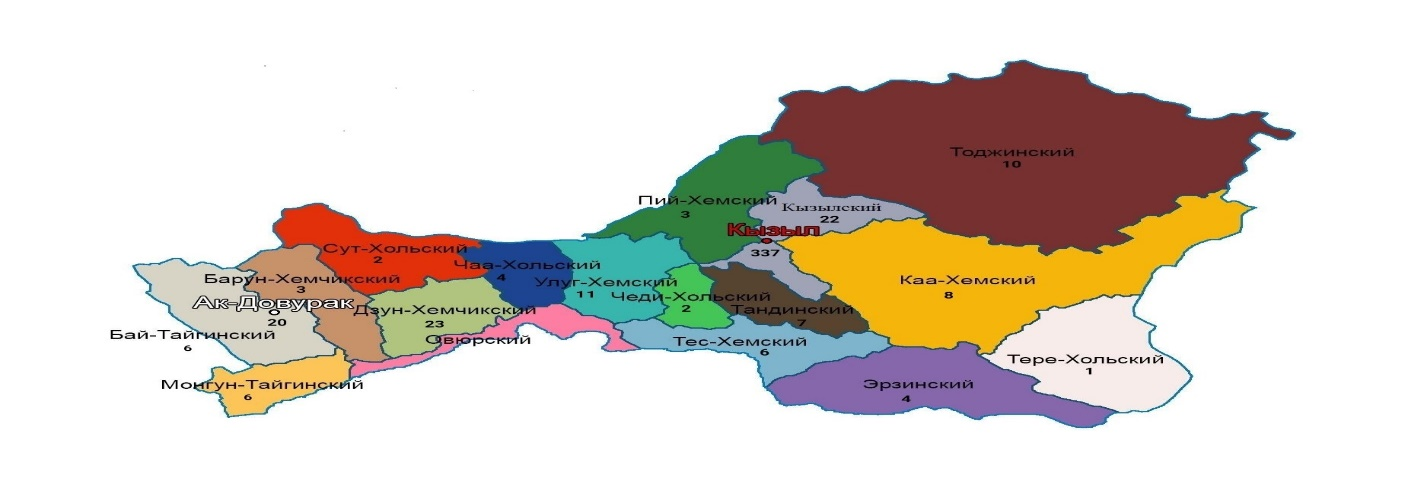 Тоджинский
10
Пий-Хемский
3
Кызылский
22
Кызыл
337
Сут-Хольский
2
Чаа-Хольский
4
Барун-Хемчикский
3
Улуг-Хемский
11
Каа-Хемский
8
Чеди-Хольский
2
Ак-Довурак
20
Дзун-Хемчикский
23
Тандинский
7
Бай-Тайгинский
6
Овюрский
Тес-Хемский
6
Тере-Хольский
1
Монгун-Тайгинский
6
Эрзинский
4